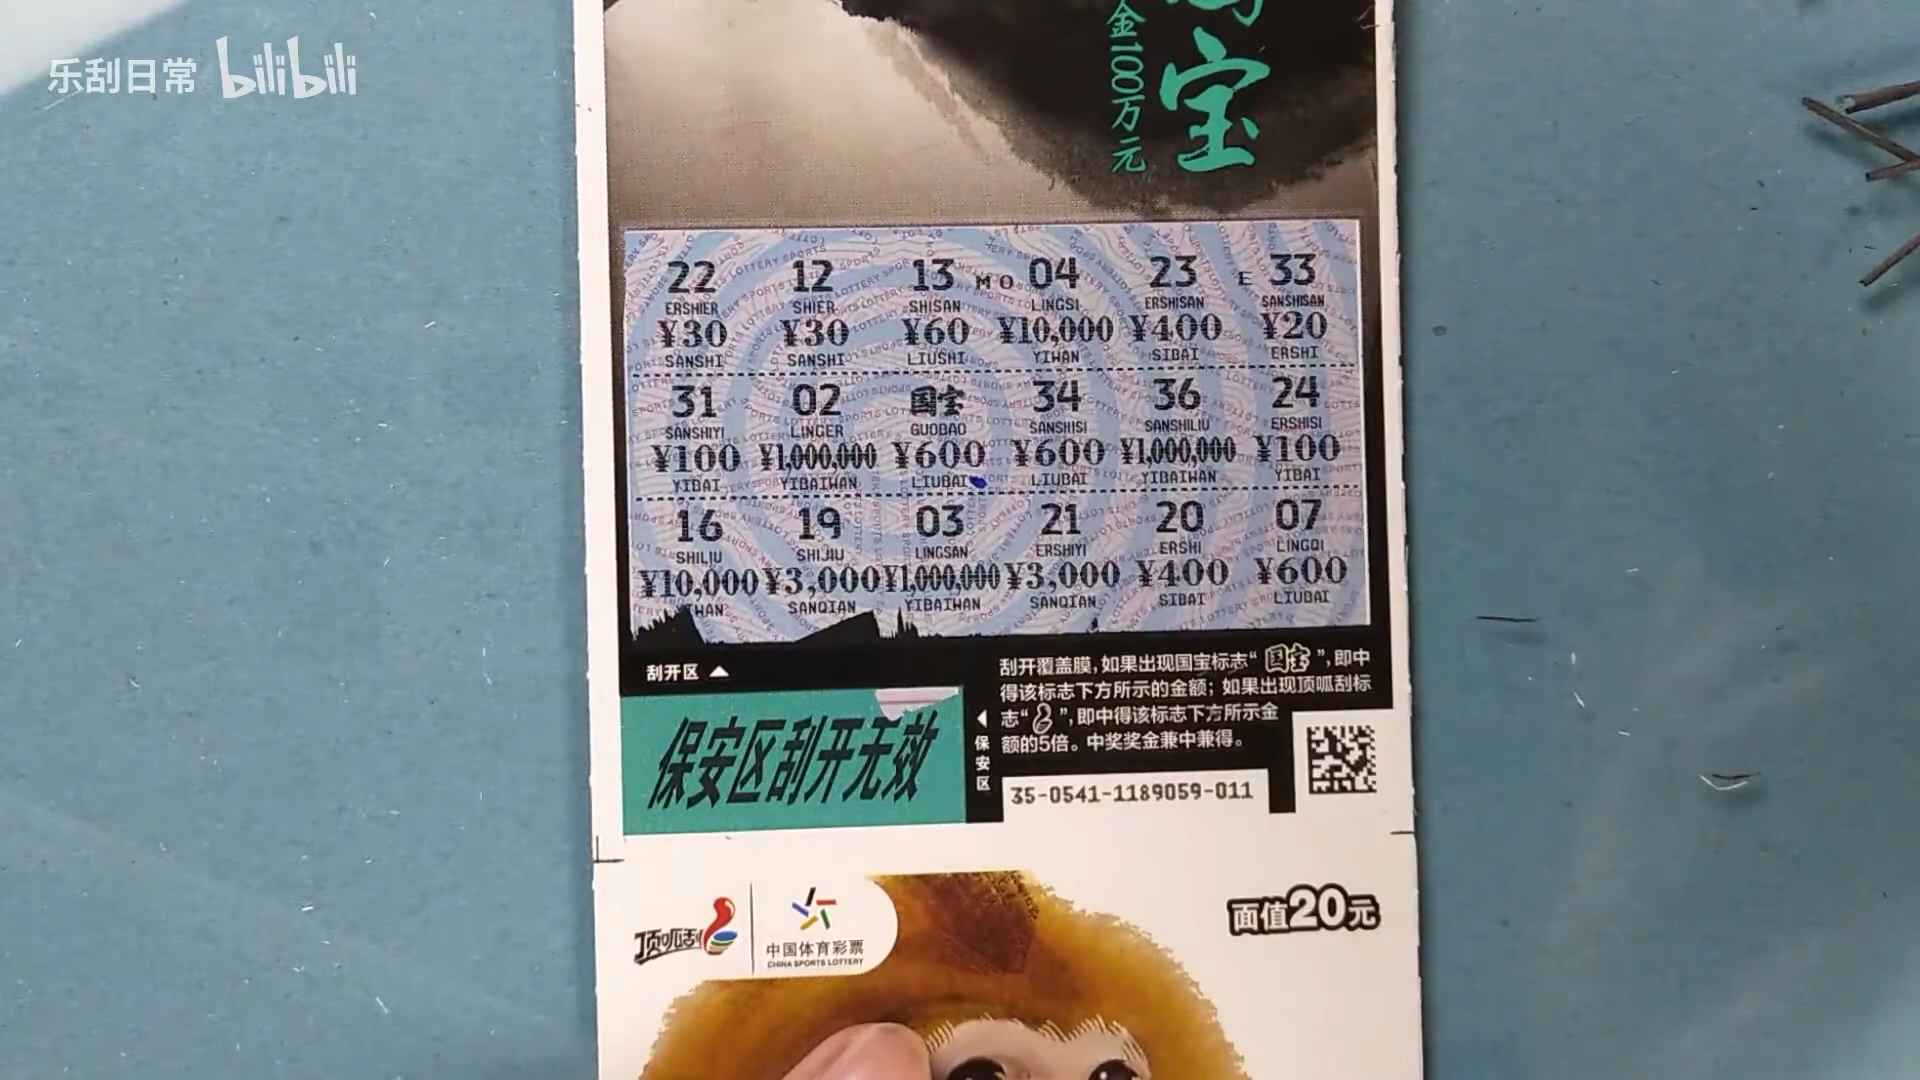 乐刮日常 bilibili
宝
金100万元
22 12 13 M O 04 23 E 33
ERSHIER SHIER SHISAN LINGSI ERSHISAN SANSHISAN
¥30 ¥30 ¥60 ¥10,000 ¥400 ¥20
SANSHI SANSHI LIUSHI YIWAN SIBAI ERSHI
31 02 国宝 34 36 24
SANSHIYI LINGER GUOBAO SANSHISI SANSHILIU ERSHISI
¥100 ¥1,000,000 ¥600 ¥600 ¥1,000,000 ¥100
YIBAI YIBAIWAN LIUBAI LIUBAI YIBAIWAN YIBAI
16 19 03 21 20 07
SHILIU SHIJIU LINGSAN ERSHIYI ERSHI LINGQI
¥10,000 ¥3,000 ¥1,000,000 ¥3,000 ¥400 ¥600
IWAN SANQIAN YIBAIWAN SANQIAN SIBAI LIUBAI
刮开区
保安区刮开无效
保安区
刮开覆盖膜，如果出现国宝标志“国宝”，即中
得该标志下方所示的金额；如果出现顶呱刮标
志“ ”，即中得该标志下方所示金
额的5倍。中奖奖金兼中兼得。
35-0541-1189059-011
顶呱刮
中国体育彩票
CHINA SPORTS LOTTERY
面值20元